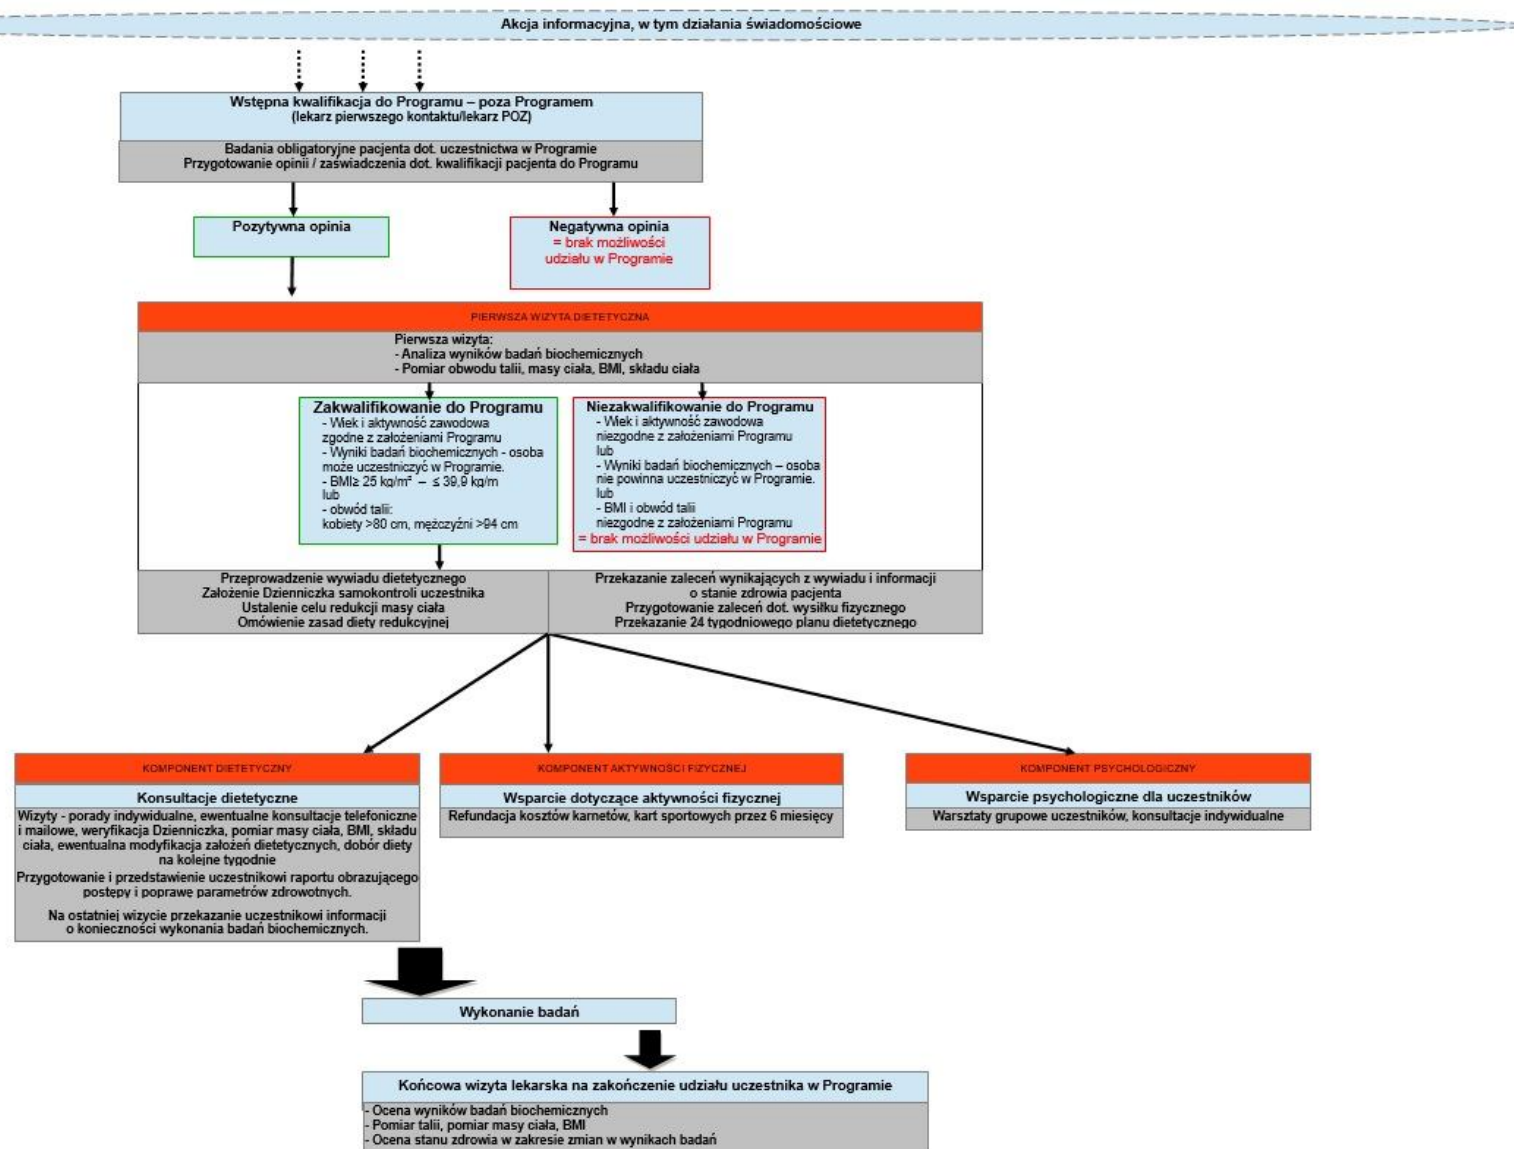 Akcja informacyjna, w tym działania świadomościowe
Wstępna kwalifikacja do Programu – poza Programem
(lekarz pierwszego kontaktu/lekarz POZ)
Badania obligatoryjne pacjenta dot. uczestnictwa w Programie
Przygotowanie opinii / zaświadczenia dot. kwalifikacji pacjenta do Programu
Pozytywna opinia
Negatywna opinia
= brak możliwości
udziału w Programie
PIERWSZA WIZYTA DIETETYCZNA
Pierwsza wizyta:
- Analiza wyników badań biochemicznych
- Pomiar obwodu talii, masy ciała, BMI, składu ciała
Zakwalifikowanie do Programu
- Wiek i aktywność zawodowa
zgodne z założeniami Programu
- Wyniki badań biochemicznych - osoba
może uczestniczyć w Programie.
- BMI≥ 25 kg/m² – ≤ 39,9 kg/m
lub
- obwód talii:
kobiety >80 cm, mężczyźni >94 cm
Niezakwalifikowanie do Programu
- Wiek i aktywność zawodowa
niezgodne z założeniami Programu
lub
- Wyniki badań biochemicznych – osoba
nie powinna uczestniczyć w Programie.
lub
- BMI i obwód talii
niezgodne z założeniami Programu
= brak możliwości udziału w Programie
Przeprowadzenie wywiadu dietetycznego
Założenie Dzienniczka samokontroli uczestnika
Ustalenie celu redukcji masy ciała
Omówienie zasad diety redukcyjnej
Przekazanie zaleceń wynikających z wywiadu i informacji
o stanie zdrowia pacjenta
Przygotowanie zaleceń dot. wysiłku fizycznego
Przekazanie 24 tygodniowego planu dietetycznego
KOMPONENT DIETETYCZNY
Konsultacje dietetyczne
Wizyty - porady indywidualne, ewentualne konsultacje telefoniczne
i mailowe, weryfikacja Dzienniczka, pomiar masy ciała, BMI, składu
ciała, ewentualna modyfikacja założeń dietetycznych, dobór diety
na kolejne tygodnie
Przygotowanie i przedstawienie uczestnikowi raportu obrazującego
postępy i poprawę parametrów zdrowotnych.
Na ostatniej wizycie przekazanie uczestnikowi informacji
o konieczności wykonania badań biochemicznych.
KOMPONENT AKTYWNOŚCI FIZYCZNEJ
Wsparcie dotyczące aktywności fizycznej
Refundacja kosztów karnetów, kart sportowych przez 6 miesięcy
KOMPONENT PSYCHOLOGICZNY
Wsparcie psychologiczne dla uczestników
Warsztaty grupowe uczestników, konsultacje indywidualne
Wykonanie badań
Końcowa wizyta lekarska na zakończenie udziału uczestnika w Programie
- Ocena wyników badań biochemicznych
- Pomiar talii, pomiar masy ciała, BMI
- Ocena stanu zdrowia w zakresie zmian w wynikach badań